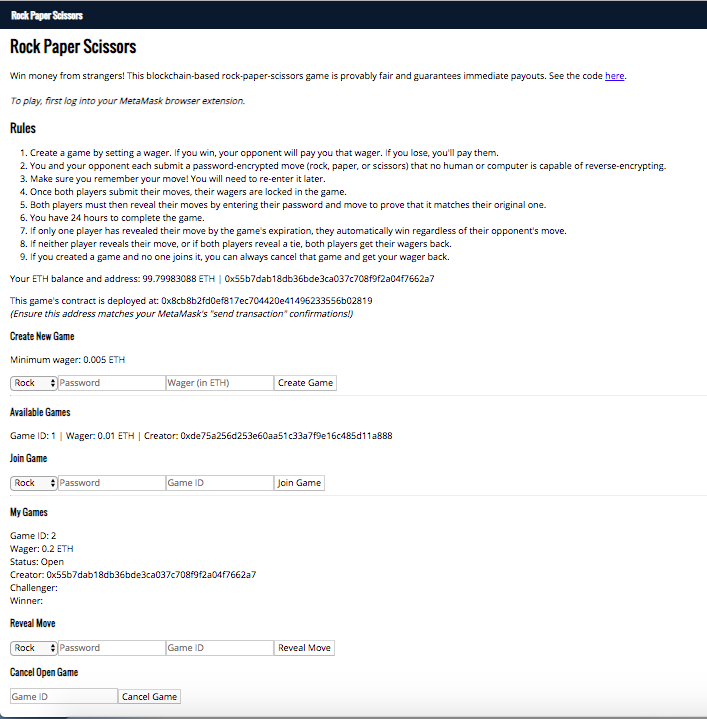 Rock Paper Scissors
Rock Paper Scissors
Win money from strangers! This blockchain-based rock-paper-scissors game is provably fair and guarantees immediate payouts. See the code here.
To play, first log into your MetaMask browser extension.
Rules
1. Create a game by setting a wager. If you win, your opponent will pay you that wager. If you lose, you'll pay them.
2. You and your opponent each submit a password-encrypted move (rock, paper, or scissors) that no human or computer is capable of reverse-encrypting.
3. Make sure you remember your move! You will need to re-enter it later.
4. Once both players submit their moves, their wagers are locked in the game.
5. Both players must then reveal their moves by entering their password and move to prove that it matches their original one.
6. You have 24 hours to complete the game.
7. If only one player has revealed their move by the game's expiration, they automatically win regardless of their opponent's move.
8. If neither player reveals their move, or if both players reveal a tie, both players get their wagers back.
9. If you created a game and no one joins it, you can always cancel that game and get your wager back.
Your ETH balance and address: 99.79983088 ETH | 0x55b7dab18db36bde3ca037c708f9f2a04f7662a7
This game's contract is deployed at: 0x8cb8b2fd0ef817ec704420e41496233556b02819
(Ensure this address matches your MetaMask's "send transaction" confirmations!)
Create New Game
Minimum wager: 0.005 ETH
Rock Password Wager (in ETH) Create Game
Available Games
Game ID: 1 | Wager: 0.01 ETH | Creator: 0xde75a256d253e60aa51c33a7f9e16c485d11a888
Join Game
Rock Password Game ID Join Game
My Games
Game ID: 2
Wager: 0.2 ETH
Status: Open
Creator: 0x55b7dab18db36bde3ca037c708f9f2a04f7662a7
Challenger:
Winner:
Reveal Move
Rock Password Game ID Reveal Move
Cancel Open Game
Game ID Cancel Game